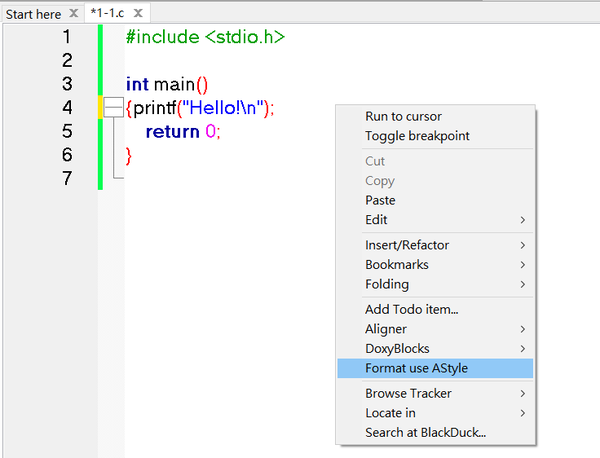 Start here X *1-1.c X
1 #include <stdio.h>
2
3 int main()
4 {printf("Hello!\n");
5 return 0;
6 }
7
Run to cursor
Toggle breakpoint
Cut
Copy
Paste
Edit >
Insert/Refactor >
Bookmarks >
Folding >
Add Todo item...
Aligner >
DoxyBlocks >
Format use AStyle
Browse Tracker >
Locate in >
Search at BlackDuck...